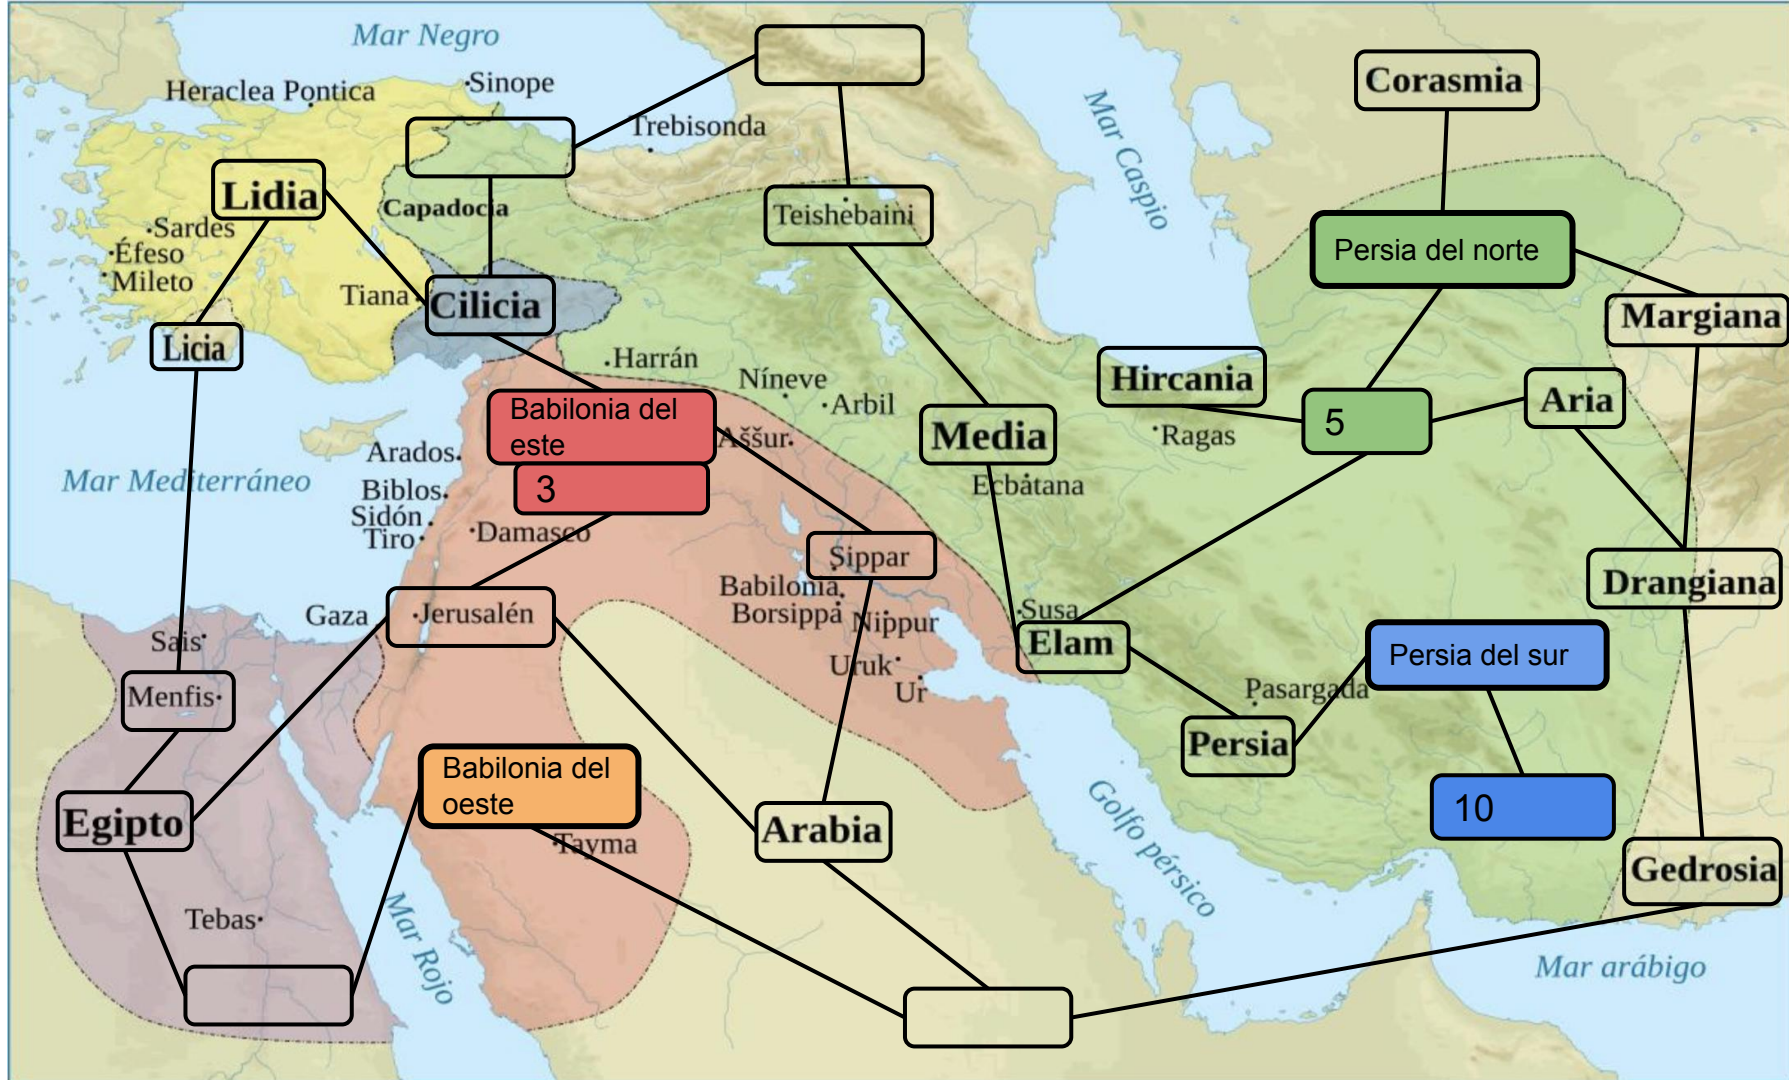 Mar Negro
Heraclea Pontica
Sinope
Trebisonda
Mar Caspio
Corasmia
Lidia
Capadocia
Teishebaini
Persia del norte
Sardes
Éfeso
Mileto
Tiana
Cilicia
Margiana
Licia
Harrán
Níneve
Arbil
Hircania
Aria
Babilonia del
este
Aššur
Media
5
Ragas
Arados
Mar Mediterráneo
3
Ecbatana
Biblos
Sidón
Tiro
Damasco
Sippar
Drangiana
Babilonia
Borsippa
Nippur
Susa
Gaza
Jerusalén
Sais
Elam
Persia del sur
Uruk
Ur
Menfis
Pasargada
Persia
Babilonia del
oeste
10
Egipto
Tayma
Arabia
Golfo pérsico
Gedrosia
Tebas
Mar Rojo
Mar arábigo